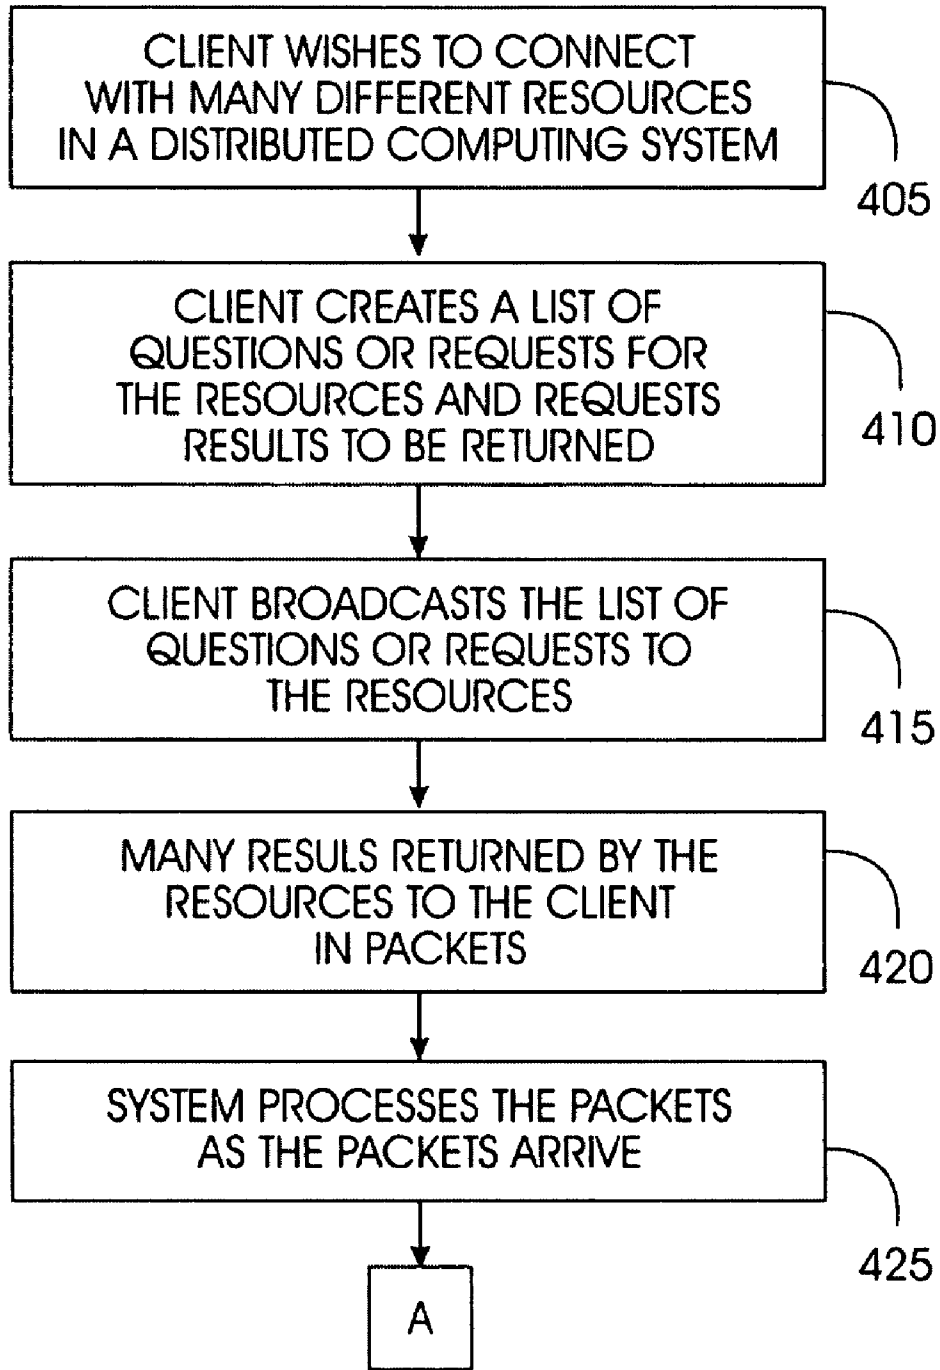 CLIENT WISHES TO CONNECT
WITH MANY DIFFERENT RESOURCES
IN A DISTRIBUTED COMPUTING SYSTEM
405
CLIENT CREATES A LIST OF
QUESTIONS OR REQUESTS FOR
THE RESOURCES AND REQUESTS
RESULTS TO BE RETURNED
410
CLIENT BROADCASTS THE LIST OF
QUESTIONS OR REQUESTS TO
THE RESOURCES
415
MANY RESULS RETURNED BY THE
RESOURCES TO THE CLIENT
IN PACKETS
420
SYSTEM PROCESSES THE PACKETS
AS THE PACKETS ARRIVE
425
A